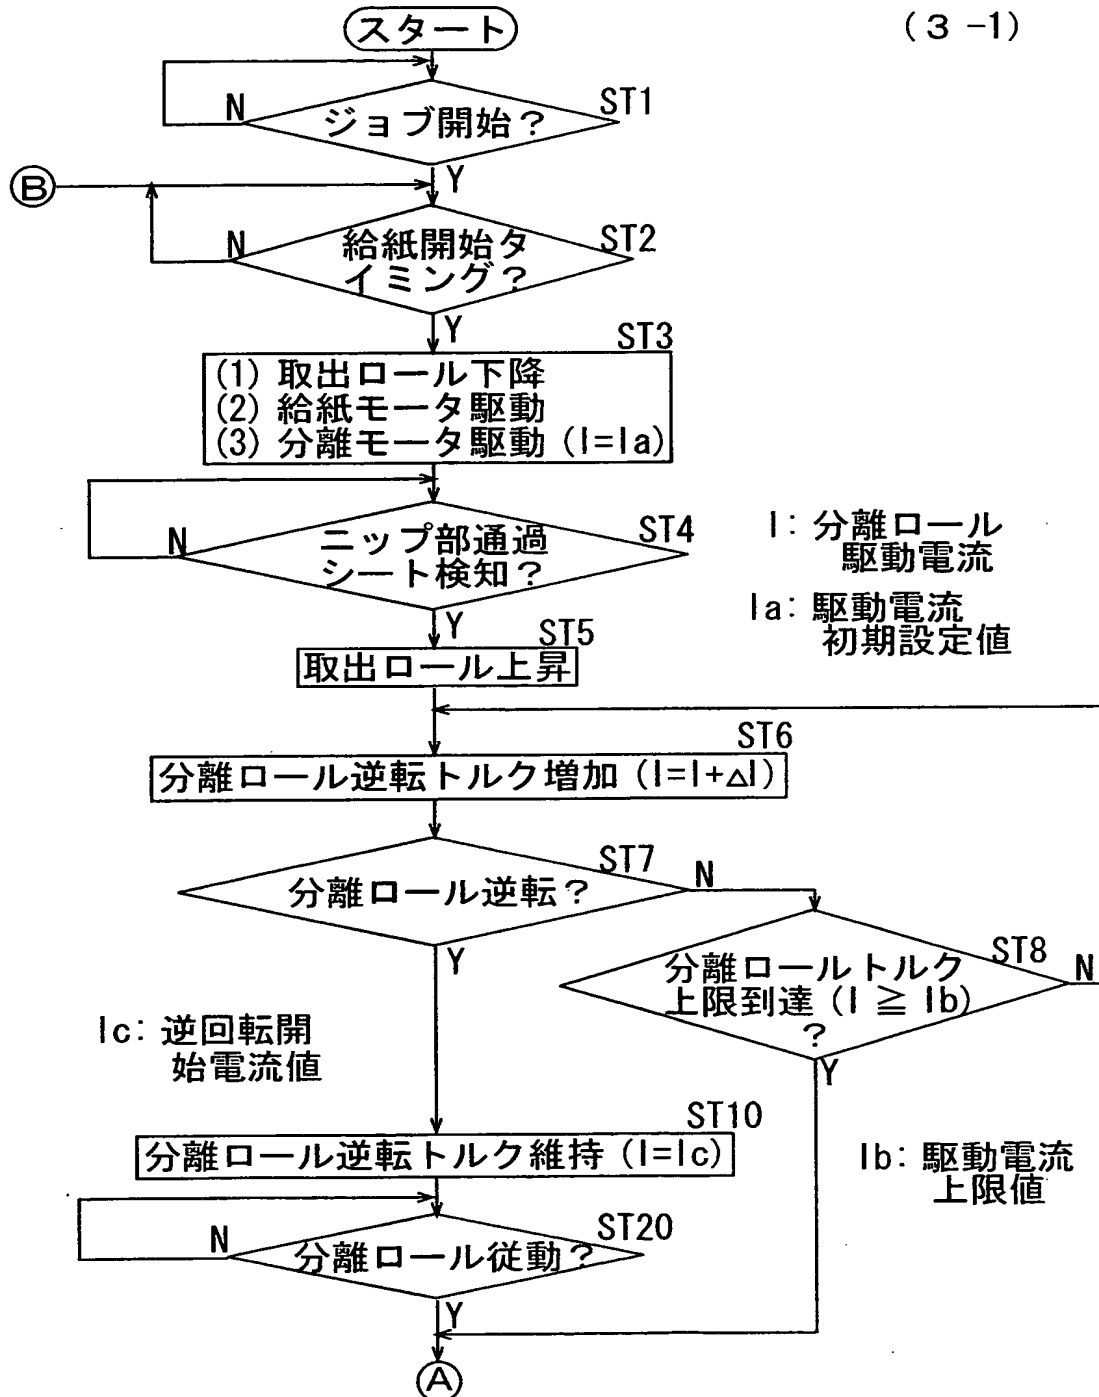 (3-1)
スタート
ST1
N
ジョブ開始?
Y
B
ST2
N
給紙開始タ
イミング?
Y
ST3
(1) 取出ロール下降
(2) 給紙モータ駆動
(3) 分離モータ駆動 (I=Ia)
ST4
N
ニップ部通過
シート検知?
Y
I: 分離ロール
駆動電流
Ia: 駆動電流
初期設定値
ST5
取出ロール上昇
ST6
分離ロール逆転トルク増加 (I=I+△I)
ST7
N
分離ロール逆転?
Y
ST8
N
分離ロールトルク
上限到達 (I ≧ Ib)
?
Y
Ic: 逆回転開
始電流値
ST10
分離ロール逆転トルク維持 (I=Ic)
Ib: 駆動電流
上限値
ST20
N
分離ロール従動?
Y
A